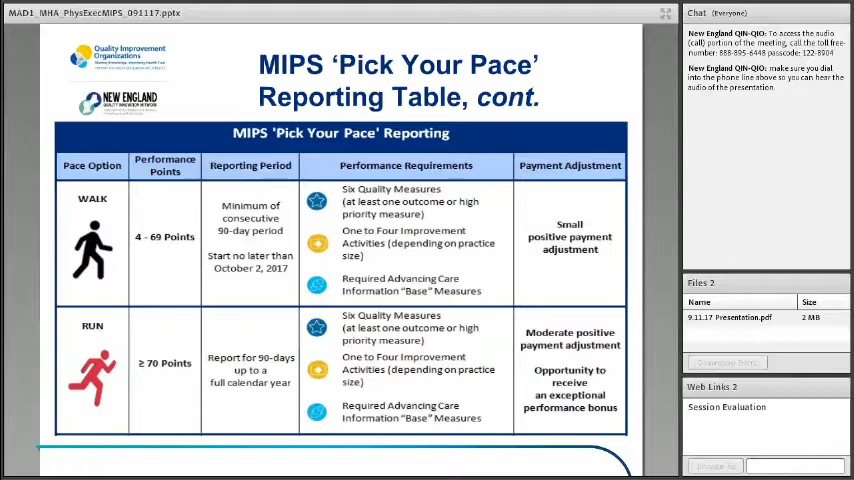 MAD1_MHA_PhysExecMIPS_091117.pptx
Quality Improvement
Organizations
NEW ENGLAND
MIPS ‘Pick Your Pace’
Reporting Table, cont.
MIPS 'Pick Your Pace' Reporting
Pace Option
Performance
Points
Reporting Period
Performance Requirements
Payment Adjustment
WALK
4 - 69 Points
Minimum of
consecutive
90-day period
Start no later than
October 2, 2017
Six Quality Measures
(at least one outcome or high
priority measure)
One to Four Improvement
Activities (depending on practice
size)
Required Advancing Care
Information “Base” Measures
Small
positive payment
adjustment
RUN
≥ 70 Points
Report for 90-days
up to a
full calendar year
Six Quality Measures
(at least one outcome or high
priority measure)
One to Four Improvement
Activities (depending on practice
size)
Required Advancing Care
Information “Base” Measures
Moderate positive
payment adjustment
Opportunity to
receive
an exceptional
performance bonus
Chat (Everyone)
New England QIN-QIO: To access the audio
(call) portion of the meeting, call the toll free-
number: 888-895-6448 passcode: 122-8904
New England QIN-QIO: make sure you dial
into the phone line above so you can hear the
audio of the presentation.
Files 2
Name
Size
9.11.17 Presentation.pdf
2 MB
Web Links 2
Session Evaluation
Browse To